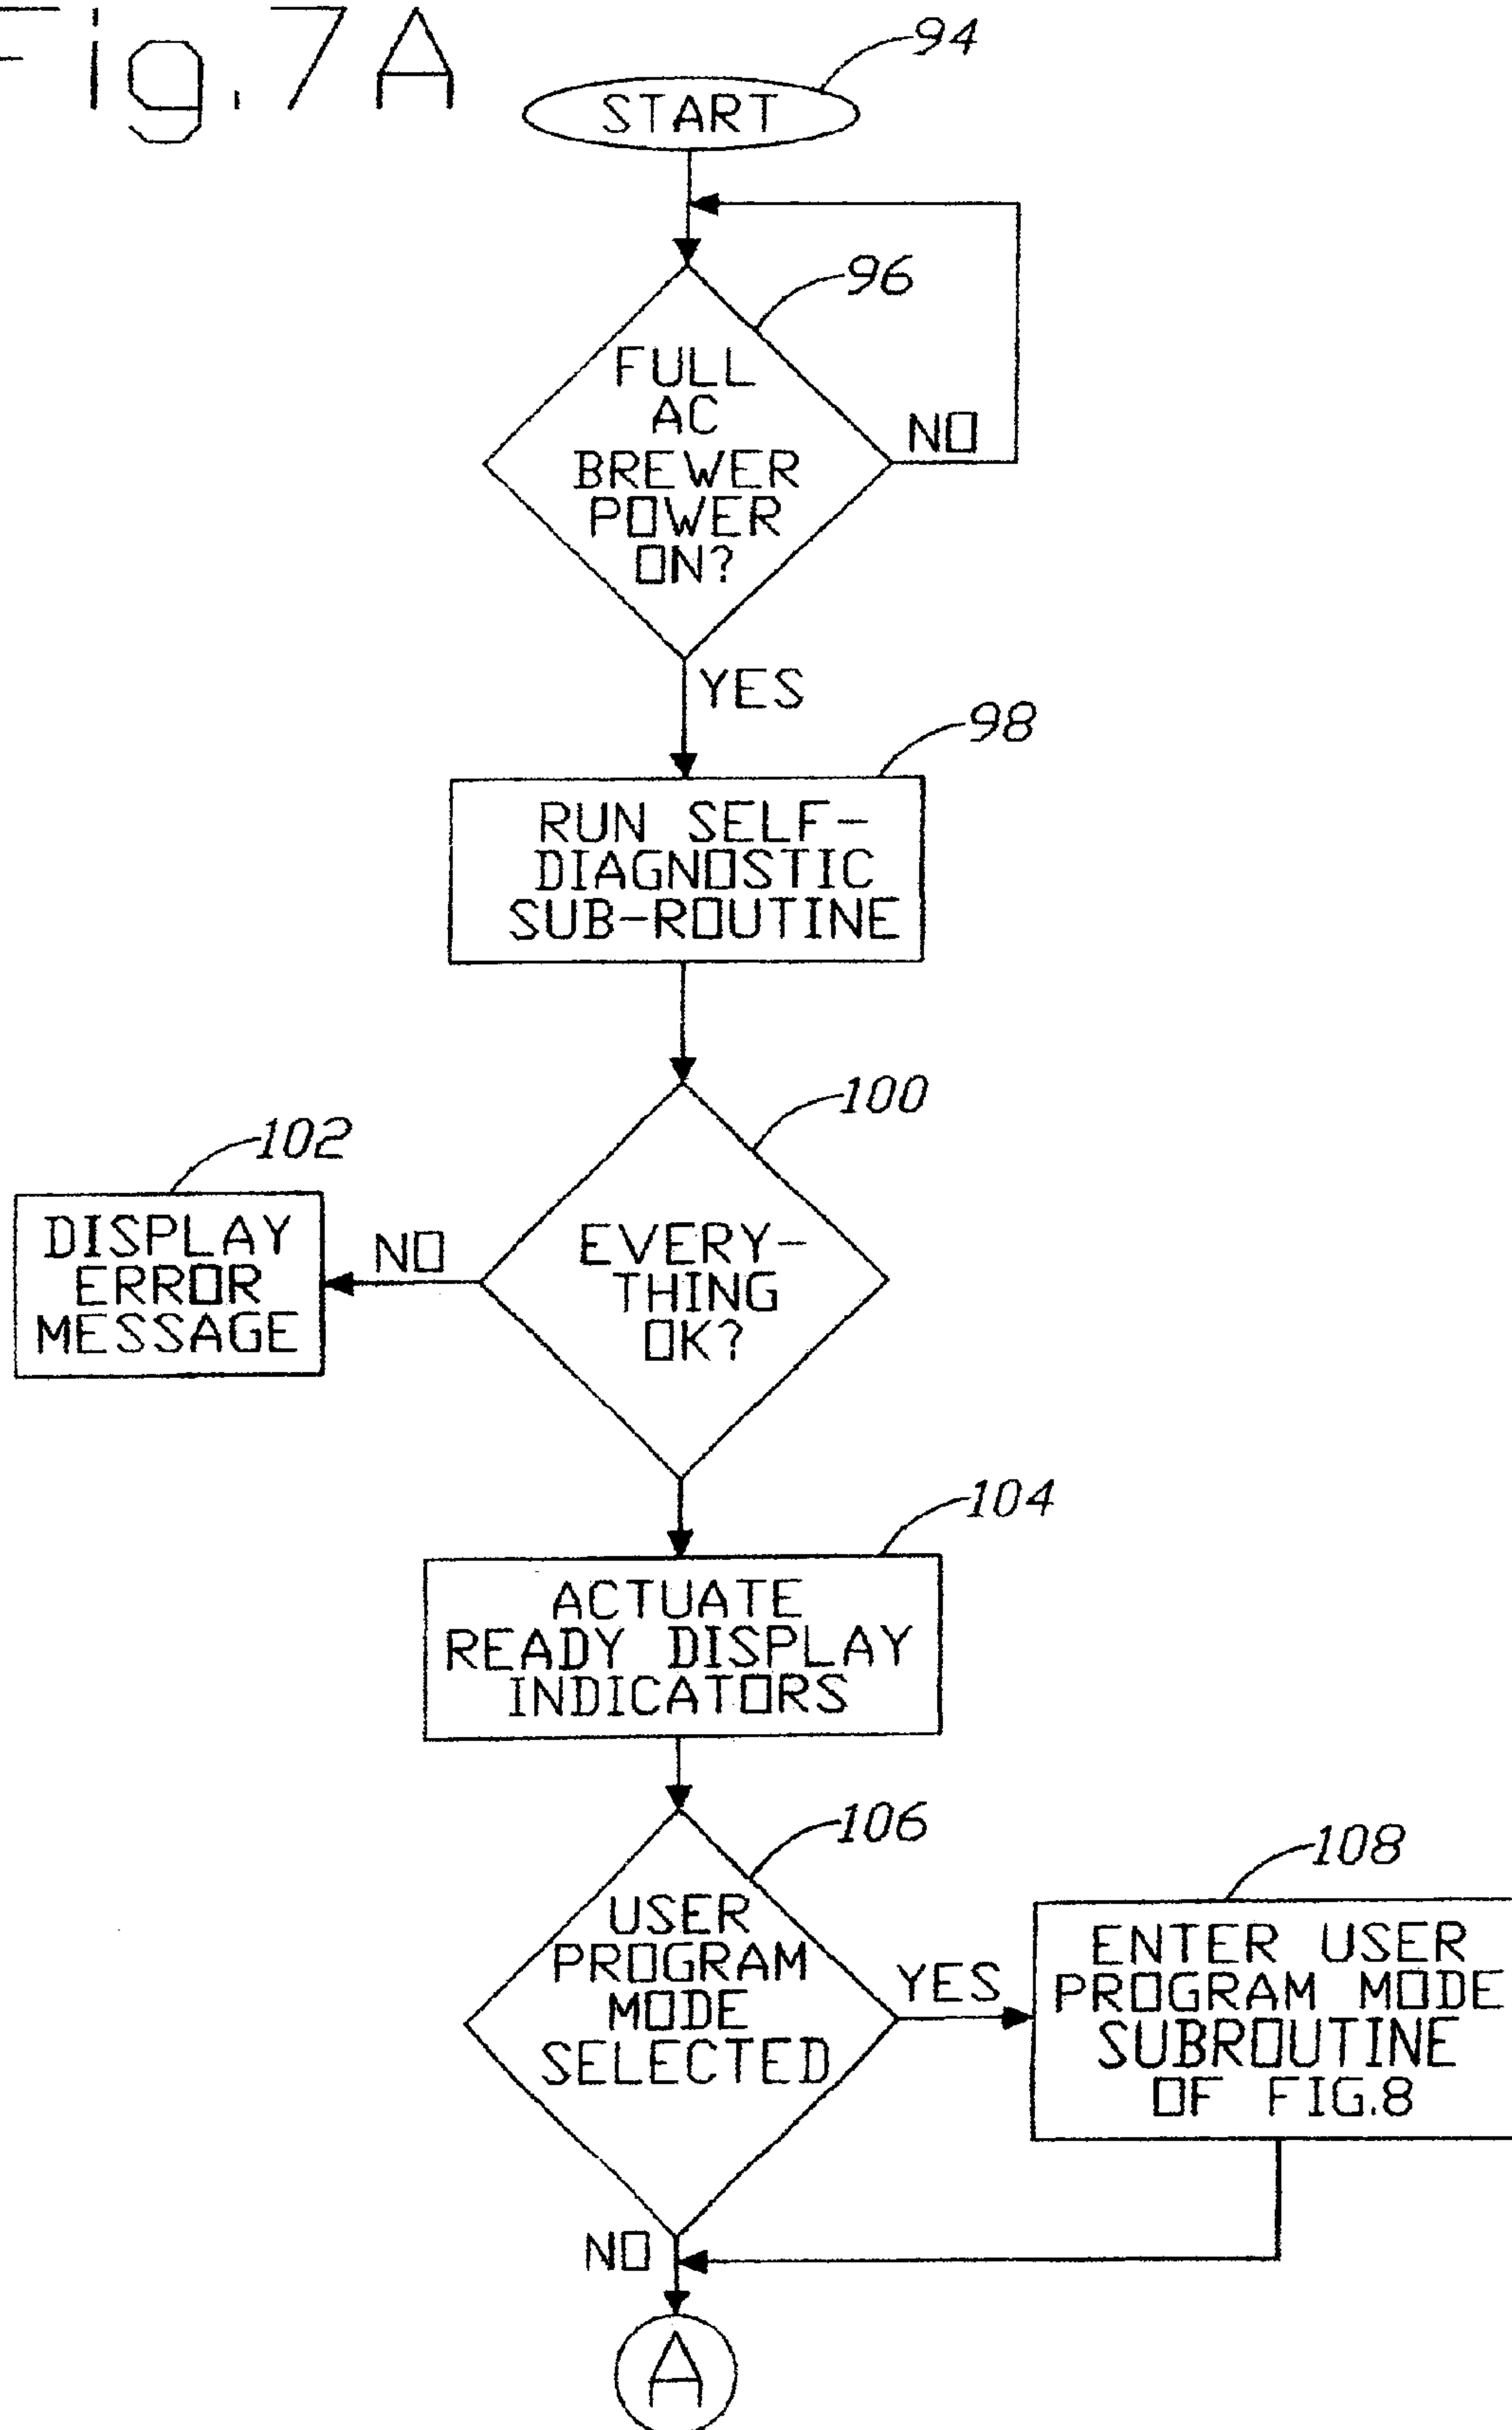 Fig. 7A
94
START
96
FULL
AC
BREWER
POWER
ON?
NO
YES
98
RUN SELF-
DIAGNOSTIC
SUB-ROUTINE
100
102
DISPLAY
ERROR
MESSAGE
NO
EVERY-
THING
OK?
104
ACTUATE
READY DISPLAY
INDICATORS
106
108
USER
PROGRAM
MODE
SELECTED
YES
ENTER USER
PROGRAM MODE
SUBROUTINE
OF FIG.8
NO
A